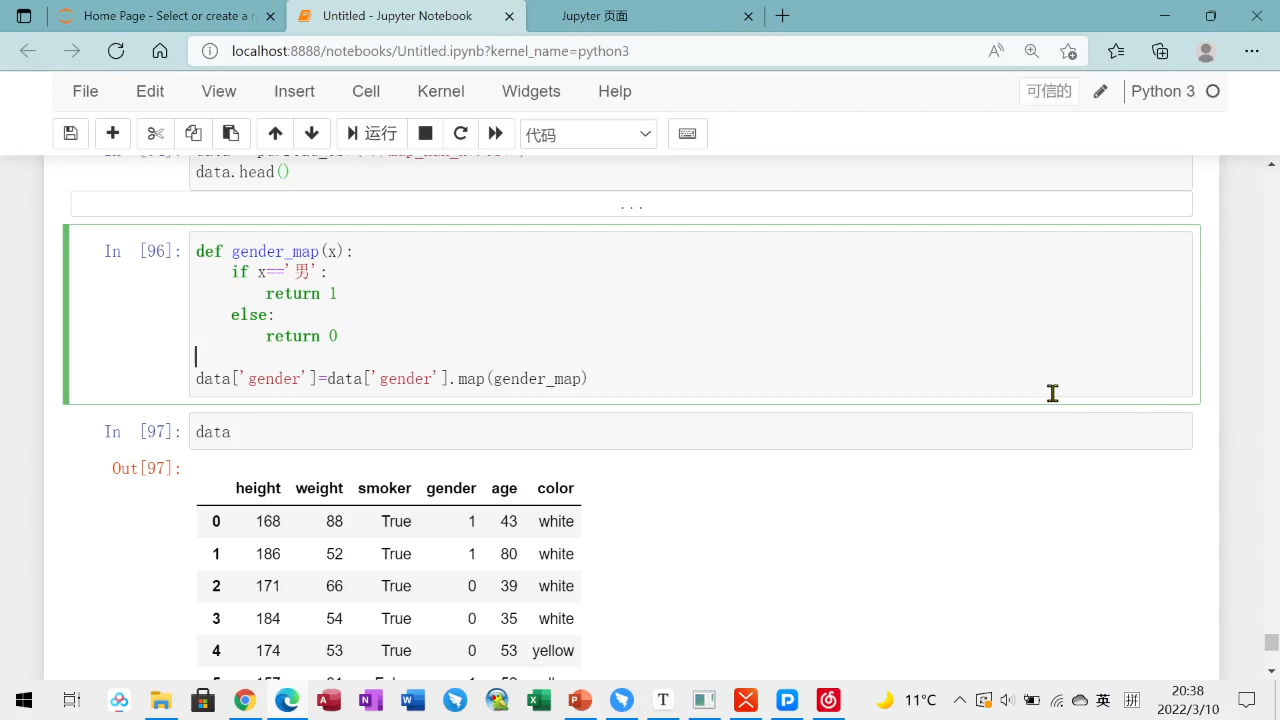 Home Page - Select or create a n
Untitled - Jupyter Notebook
Jupyter 页面
localhost:8888/notebooks/Untitled.ipynb?kernel_name=python3
File Edit View Insert Cell Kernel Widgets Help 可信的 Python 3
运行 代码
data.head()
...
In [96]: def gender_map(x):
if x=='男':
return 1
else:
return 0
data['gender']=data['gender'].map(gender_map)
In [97]: data
Out[97]:
height weight smoker gender age color
0 168 88 True 1 43 white
1 186 52 True 1 80 white
2 171 66 True 0 39 white
3 184 54 True 0 35 white
4 174 53 True 0 53 yellow
11°C 英 拼 20:38
2022/3/10